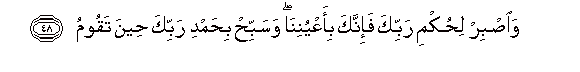 وَٱصْبِرْ لِحُكْمِ رَبِّكَ فَإِنَّكَ بِأَعْيُنِنَا ۖ وَسَبِّحْ بِحَمْدِ رَبِّكَ حِينَ تَقُومُ ٤٨